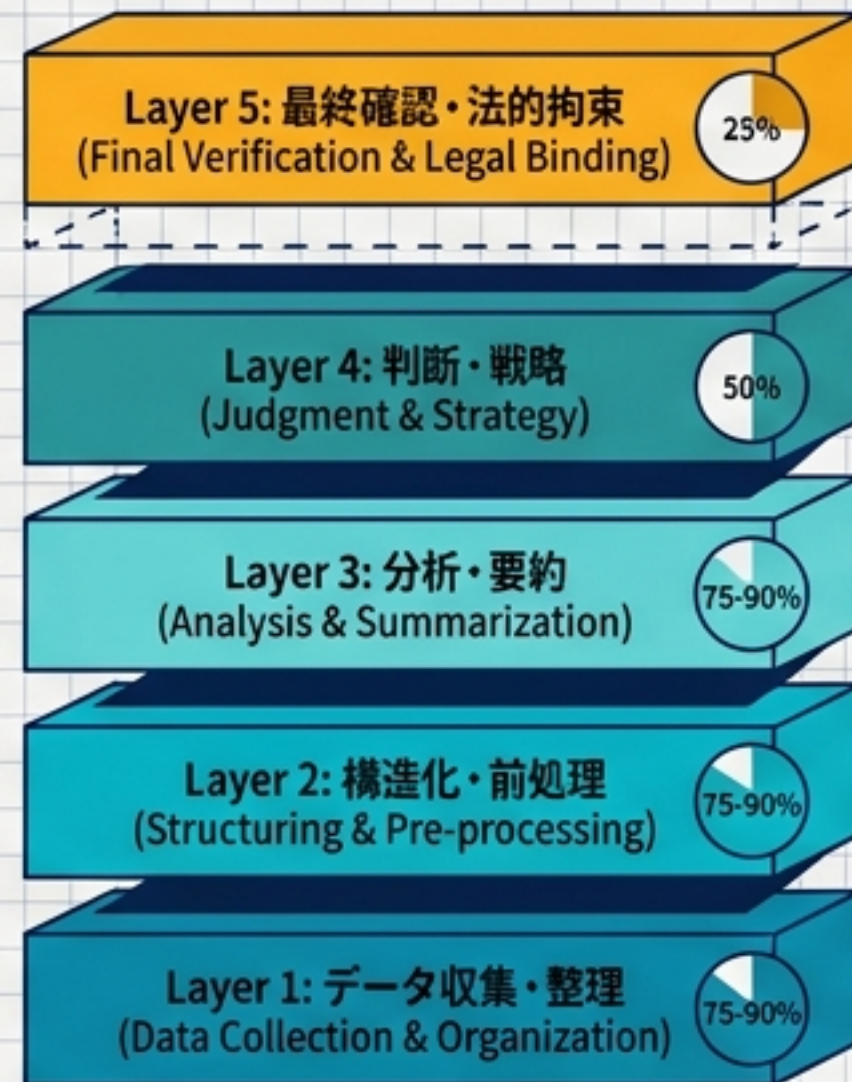 Layer 5: 最終確認・法的拘束
(Final Verification & Legal Binding)
25%
Layer 4: 判断・戦略
(Judgment & Strategy)
50%
Layer 3: 分析・要約
(Analysis & Summarization)
75-90%
Layer 2: 構造化・前処理
(Structuring & Pre-processing)
75-90%
Layer 1: データ収集・整理
(Data Collection & Organization)
75-90%